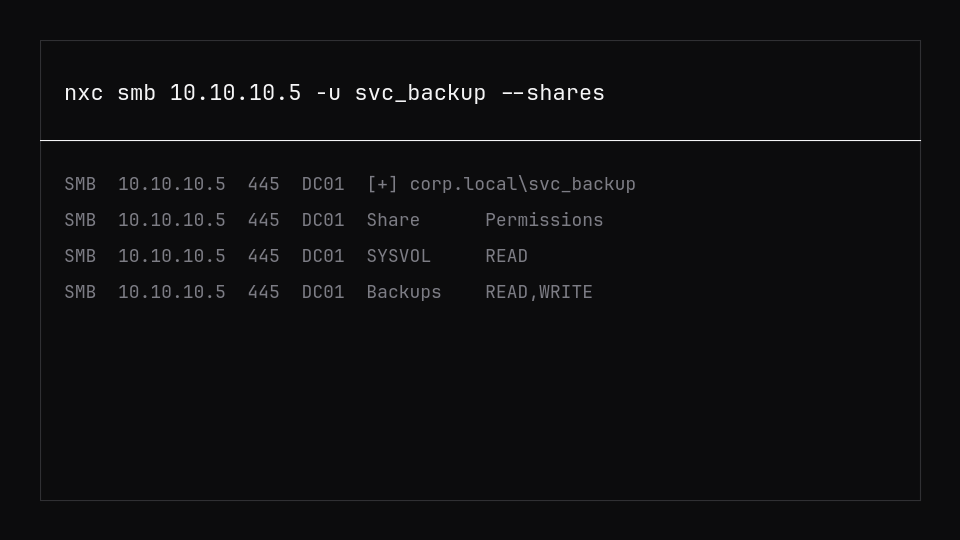 nxc smb 10.10.10.5 -u svc_backup --shares
SMB  10.10.10.5  445  DC01  [+] corp.local\svc_backup
SMB  10.10.10.5  445  DC01  Share      Permissions
SMB  10.10.10.5  445  DC01  SYSVOL     READ
SMB  10.10.10.5  445  DC01  Backups    READ,WRITE